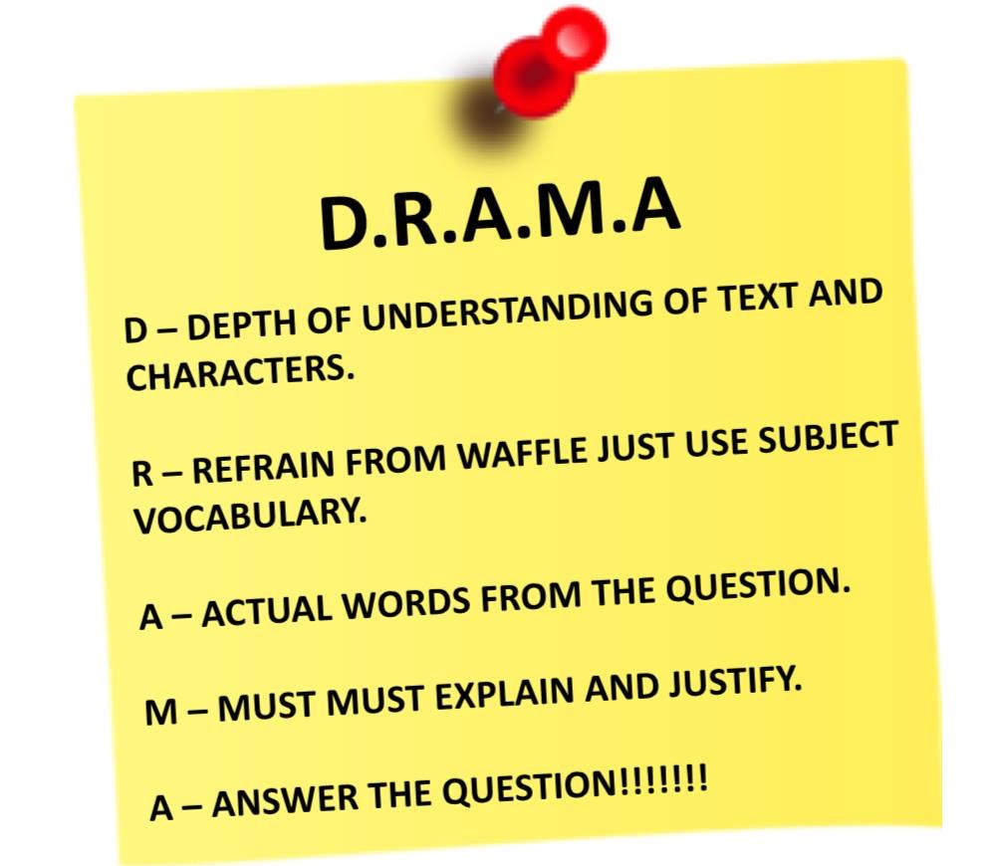 D.R.A.M.A
D – DEPTH OF UNDERSTANDING OF TEXT AND
CHARACTERS.
R – REFRAIN FROM WAFFLE JUST USE SUBJECT
VOCABULARY.
A – ACTUAL WORDS FROM THE QUESTION.
M – MUST MUST EXPLAIN AND JUSTIFY.
A – ANSWER THE QUESTION!!!!!!!